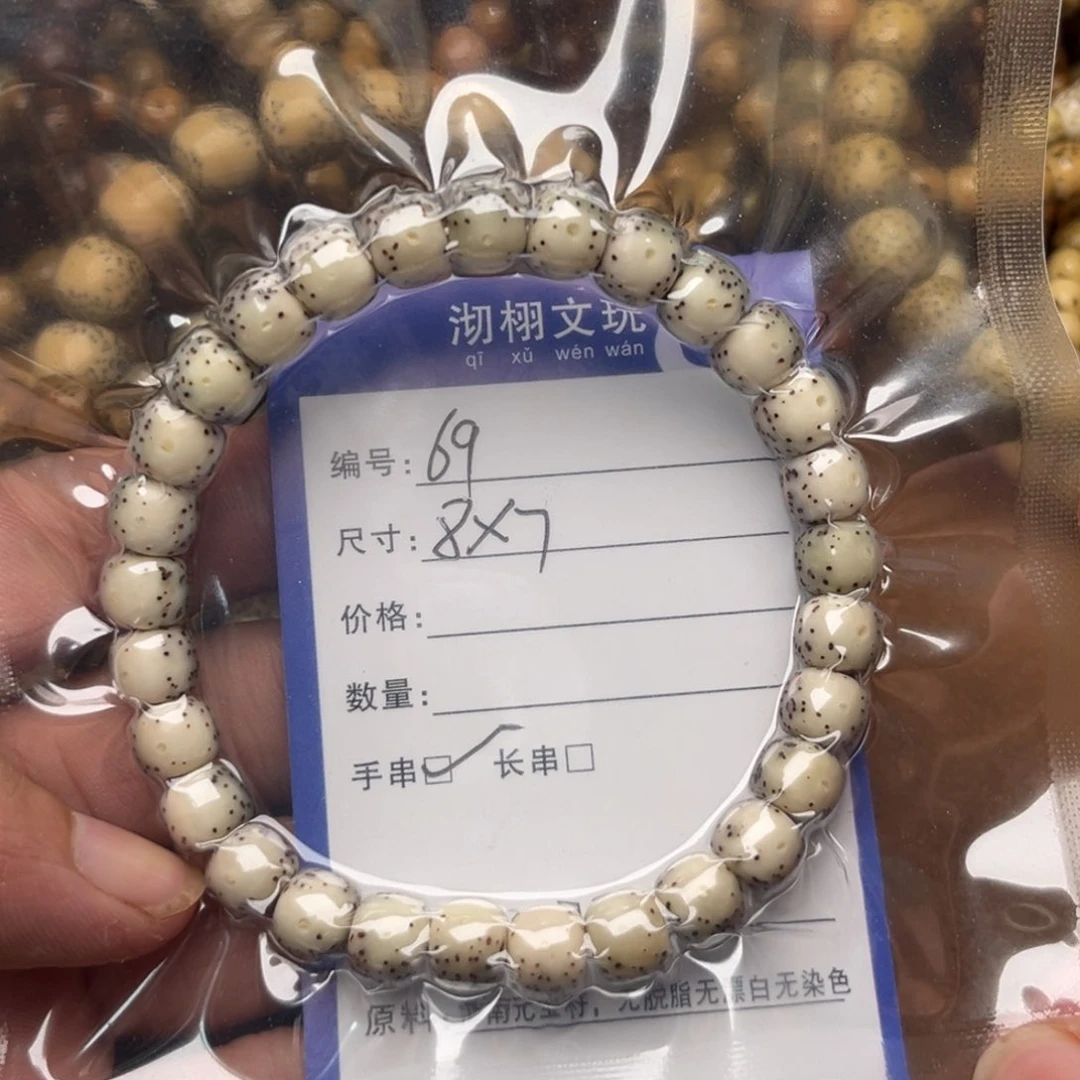 沏栩文玩
qī xǔ wén wán
编号: 69
尺寸: 8X7
价格:
数量:
手串☑ 长串□
原料 无脱脂无漂白无染色